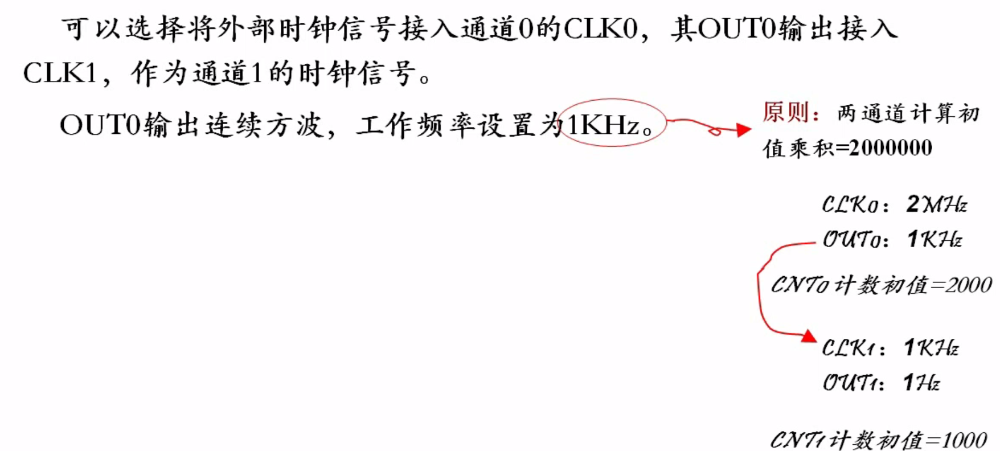 可以选择将外部时钟信号接入通道0的CLK0，其OUT0输出接入
CLK1，作为通道1的时钟信号。
OUT0输出连续方波，工作频率设置为1KHz。
原则：两通道计算初
值乘积=2000000
CLK0：2MHz
OUT0：1KHz
CNT0计数初值=2000
CLK1：1KHz
OUT1：1Hz
CNT1计数初值=1000